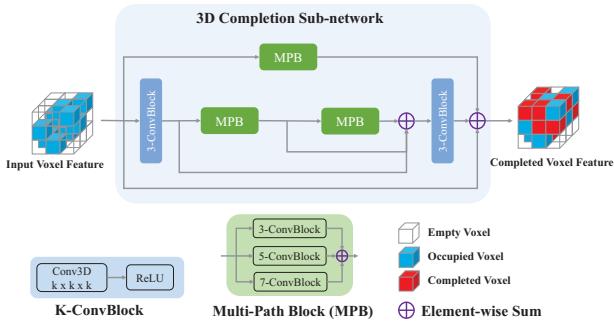 3D Completion Sub-network
MPB
3-ConvBlock
MPB
MPB
3-ConvBlock
Input Voxel Feature
Completed Voxel Feature
Conv3D
k x k x k
ReLU
K-ConvBlock
3-ConvBlock
5-ConvBlock
7-ConvBlock
Multi-Path Block (MPB)
Empty Voxel
Occupied Voxel
Completed Voxel
Element-wise Sum